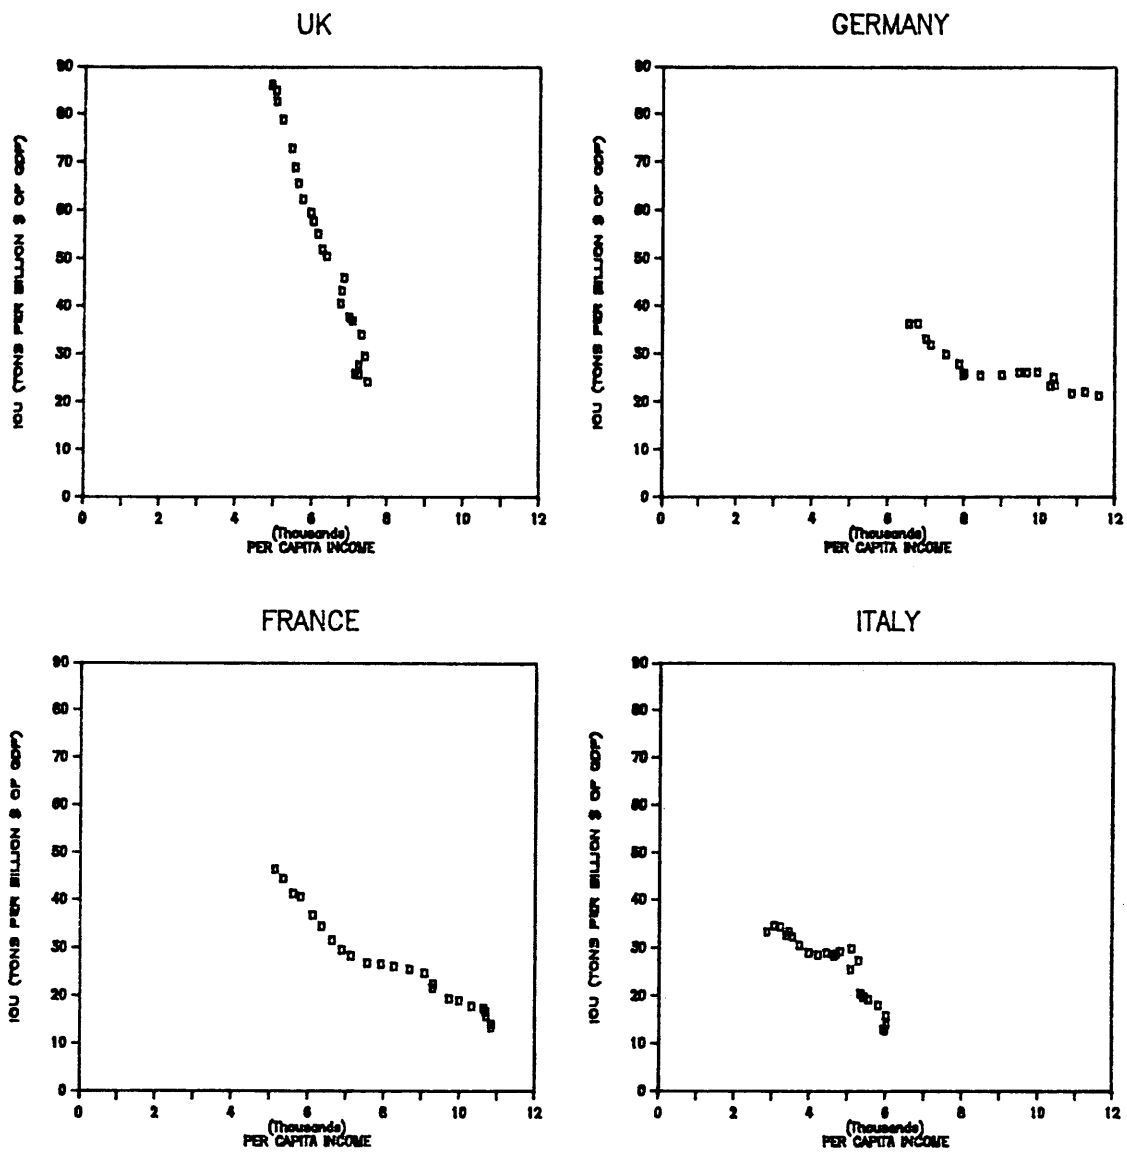 UK
90
80
70
60
50
40
30
20
10
0
IOU (TONS PER BILLION $ OF GDP)
0 2 4 6 8 10 12
(Thousands)
PER CAPITA INCOME
GERMANY
90
80
70
60
50
40
30
20
10
0
IOU (TONS PER BILLION $ OF GDP)
0 2 4 6 8 10 12
(Thousands)
PER CAPITA INCOME
FRANCE
90
80
70
60
50
40
30
20
10
0
IOU (TONS PER BILLION $ OF GDP)
0 2 4 6 8 10 12
(Thousands)
PER CAPITA INCOME
ITALY
90
80
70
60
50
40
30
20
10
0
IOU (TONS PER BILLION $ OF GDP)
0 2 4 6 8 10 12
(Thousands)
PER CAPITA INCOME